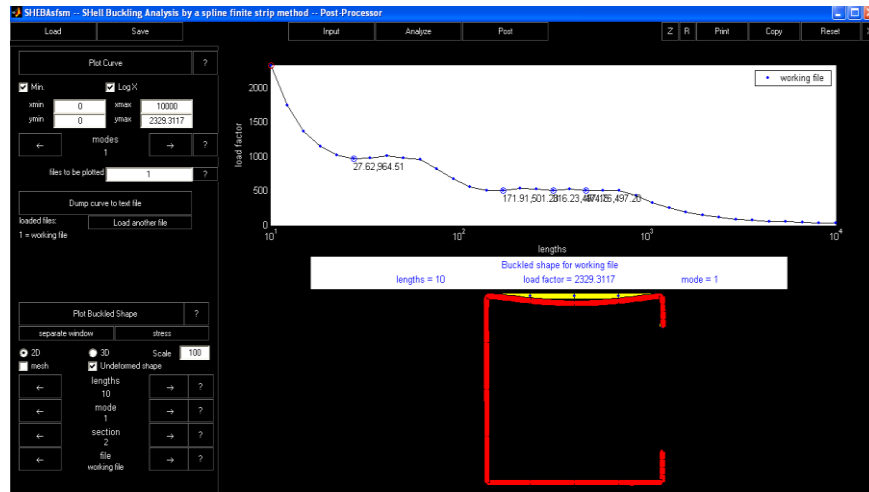 SHEBAsfsm -- SHell Buckling Analysis by a spline finite strip method -- Post-Processor
Load Save Input Analyze Post Z R Print Copy Reset
Plot Curve ?
Min. Log X
xmin 0 xmax 10000
ymin 0 ymax 2329.3117
← modes → ?
1
files to be plotted 1 ?
Dump curve to text file
loaded files: Load another file
1 = working file
working file
load factor
2000
1500
1000
500
0
27.62,964.51
171.91,501.28
10^1 10^2 10^3 10^4
lengths
Buckled shape for working file
lengths = 10 load factor = 2329.3117 mode = 1
Plot Buckled Shape ?
separate window stress
2D 3D Scale 100
mesh Undeformed shape
← lengths → ?
10
← mode → ?
1
← section → ?
2
← file → ?
working file